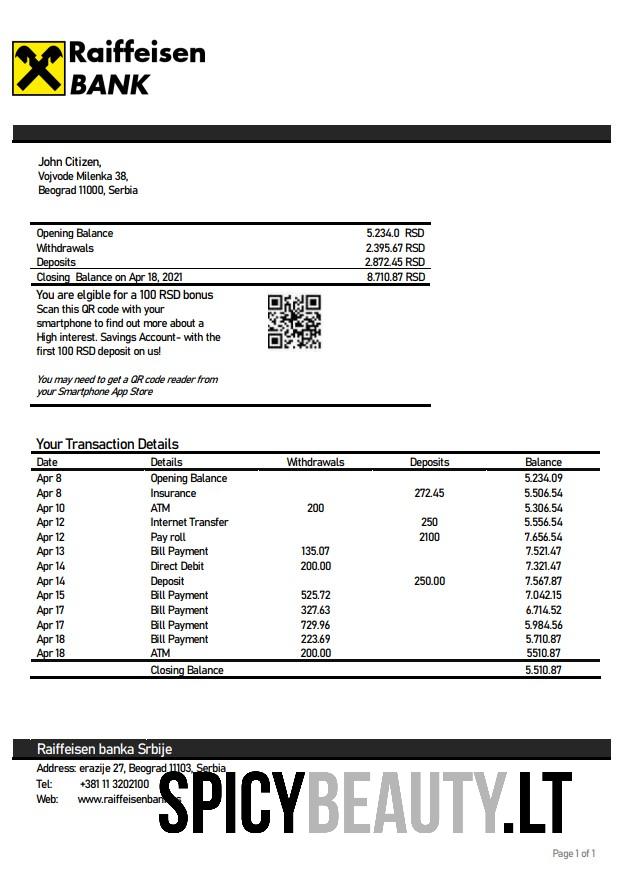 Raiffeisen
BANK
John Citizen,
Vojvode Milenka 38,
Beograd 11000, Serbia
Opening Balance 5.234.0 RSD
Withdrawals 2.395.67 RSD
Deposits 2.872.45 RSD
Closing Balance on Apr 18, 2021 8.710.87 RSD
You are elgible for a 100 RSD bonus
Scan this QR code with your
smartphone to find out more about a
High interest. Savings Account- with the
first 100 RSD deposit on us!
You may need to get a QR code reader from
your Smartphone App Store
Your Transaction Details
Date Details Withdrawals Deposits Balance
Apr 8 Opening Balance 5.234.09
Apr 8 Insurance 272.45 5.506.54
Apr 10 ATM 200 5.306.54
Apr 12 Internet Transfer 250 5.556.54
Apr 12 Pay roll 2100 7.656.54
Apr 13 Bill Payment 135.07 7.521.47
Apr 14 Direct Debit 200.00 7.321.47
Apr 14 Deposit 250.00 7.567.87
Apr 15 Bill Payment 525.72 7.042.15
Apr 17 Bill Payment 327.63 6.714.52
Apr 17 Bill Payment 729.96 5.984.56
Apr 18 Bill Payment 223.69 5.710.87
Apr 18 ATM 200.00 5510.87
Closing Balance 5.510.87
Raiffeisen banka Srbije
Address: erazije 27, Beograd 11103, Serbia
Tel: +381 11 3202100
Web:
SPICYBEAUTY.LT
Page 1 of 1